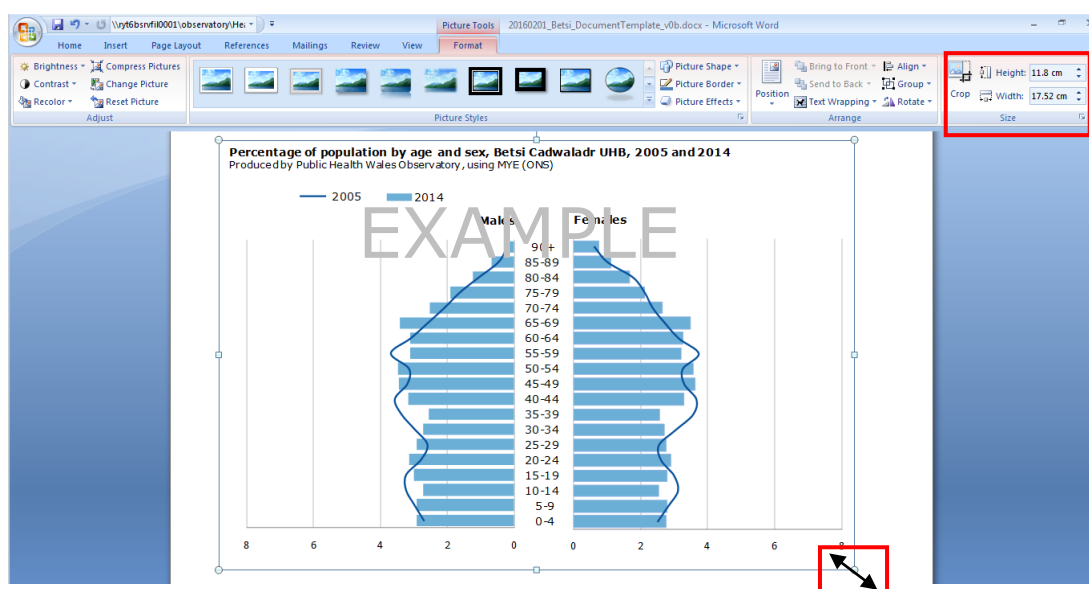 \\ryt6bsrvfil0001\observatory\He
Picture Tools
20160201_Betsi_DocumentTemplate_v0b.docx - Microsoft Word
Home Insert Page Layout References Mailings Review View Format
Brightness
Contrast
Recolor
Compress Pictures
Change Picture
Reset Picture
Adjust
Picture Styles
Picture Shape
Picture Border
Picture Effects
Position
Bring to Front
Send to Back
Text Wrapping
Align
Group
Rotate
Arrange
Crop
Height: 11.8 cm
Width: 17.52 cm
Size
Percentage of population by age and sex, Betsi Cadwaladr UHB, 2005 and 2014
Produced by Public Health Wales Observatory, using MYE (ONS)
2005 2014
EXAMPLE
Males Females
90+
85-89
80-84
75-79
70-74
65-69
60-64
55-59
50-54
45-49
40-44
35-39
30-34
25-29
20-24
15-19
10-14
5-9
0-4
8 6 4 2 0 0 2 4 6 8